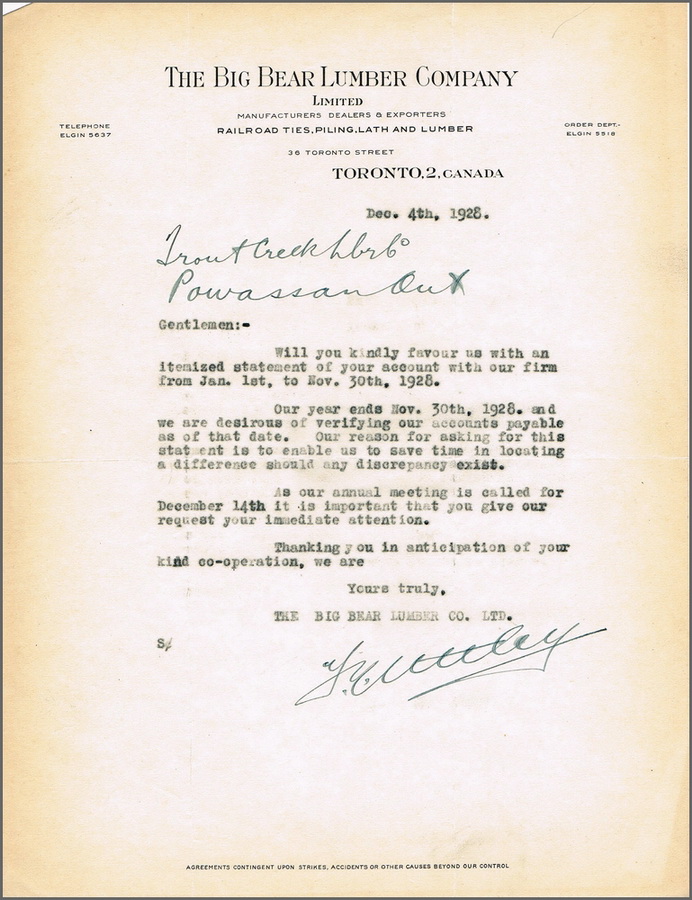 THE BIG BEAR LUMBER COMPANY
LIMITED
MANUFACTURERS DEALERS & EXPORTERS
RAILROAD TIES, PILING, LATH AND LUMBER
TELEPHONE
ELGIN 5637
ORDER DEPT.-
ELGIN 5518
36 TORONTO STREET
TORONTO, 2, CANADA
Dec. 4th, 1928.
Trout Creek Lbr Co
Powassan Ont
Gentlemen:-
Will you kindly favour us with an
itemized statement of your account with our firm
from Jan. 1st, to Nov. 30th, 1928.
Our year ends Nov. 30th, 1928. and
we are desirous of verifying our accounts payable
as of that date. Our reason for asking for this
stat ent is to enable us to save time in locating
a difference should any discrepancy exist.
As our annual meeting is called for
December 14th it is important that you give our
request your immediate attention.
Thanking you in anticipation of your
kind co-operation, we are
Yours truly,
THE BIG BEAR LUMBER CO. LTD.
S/
AGREEMENTS CONTINGENT UPON STRIKES, ACCIDENTS OR OTHER CAUSES BEYOND OUR CONTROL